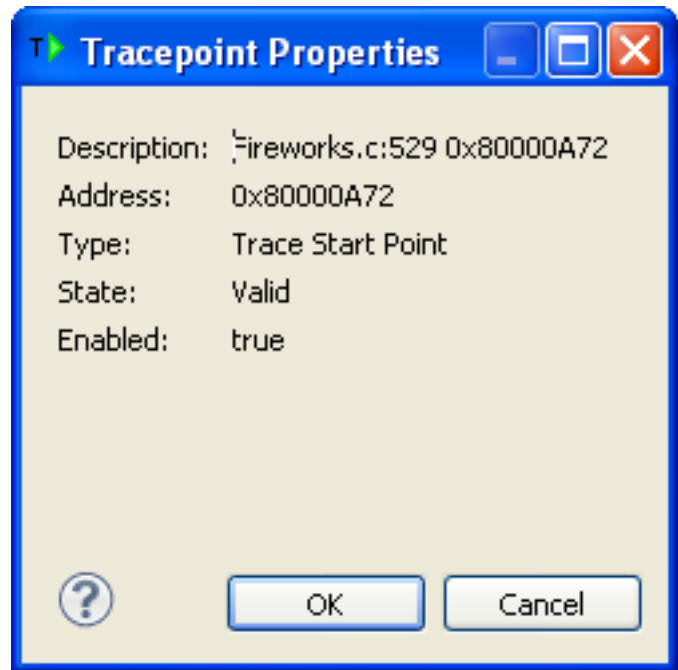 T Tracepoint Properties
Description: Fireworks.c:529 0x80000A72
Address: 0x80000A72
Type: Trace Start Point
State: Valid
Enabled: true
? OK Cancel